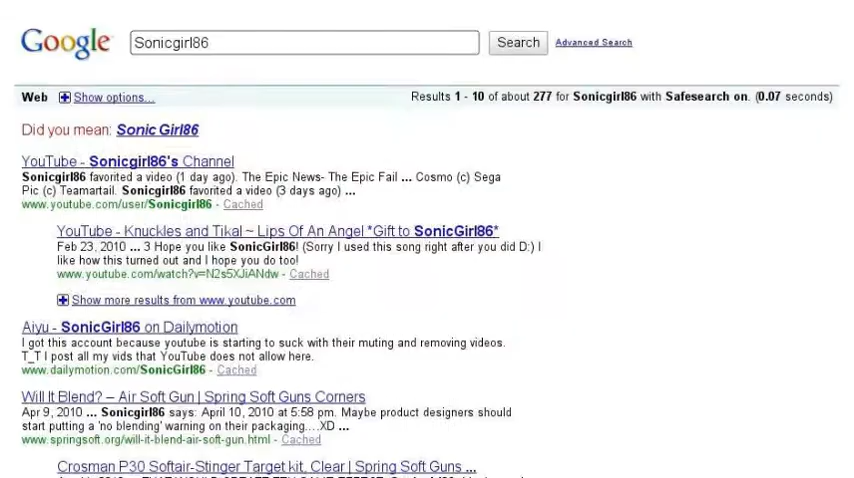 Google Sonicgirl86 Search Advanced Search
Web Show options... Results 1 - 10 of about 277 for Sonicgirl86 with Safesearch on. (0.07 seconds)
Did you mean: Sonic Girl86
YouTube - Sonicgirl86's Channel
Sonicgirl86 favorited a video (1 day ago). The Epic News- The Epic Fail ... Cosmo (c) Sega
Pic (c) Teamartail. Sonicgirl86 favorited a video (3 days ago) ...
www.youtube.com/user/Sonicgirl86 - Cached
YouTube - Knuckles and Tikal ~ Lips Of An Angel *Gift to SonicGirl86*
Feb 23, 2010 ... 3 Hope you like SonicGirl86! (Sorry I used this song right after you did D:) I
like how this turned out and I hope you do too!
www.youtube.com/watch?v=N2s5XJiANdw - Cached
Show more results from www.youtube.com
Aiyu - SonicGirl86 on Dailymotion
I got this account because youtube is starting to suck with their muting and removing videos.
T_T I post all my vids that YouTube does not allow here.
www.dailymotion.com/SonicGirl86 - Cached
Will It Blend? – Air Soft Gun | Spring Soft Guns Corners
Apr 9, 2010 ... Sonicgirl86 says: April 10, 2010 at 5:58 pm. Maybe product designers should
start putting a 'no blending' warning on their packaging....XD ...
www.springsoft.org/will-it-blend-air-soft-gun.html - Cached
Crosman P30 Softair-Stinger Target kit, Clear | Spring Soft Guns ...